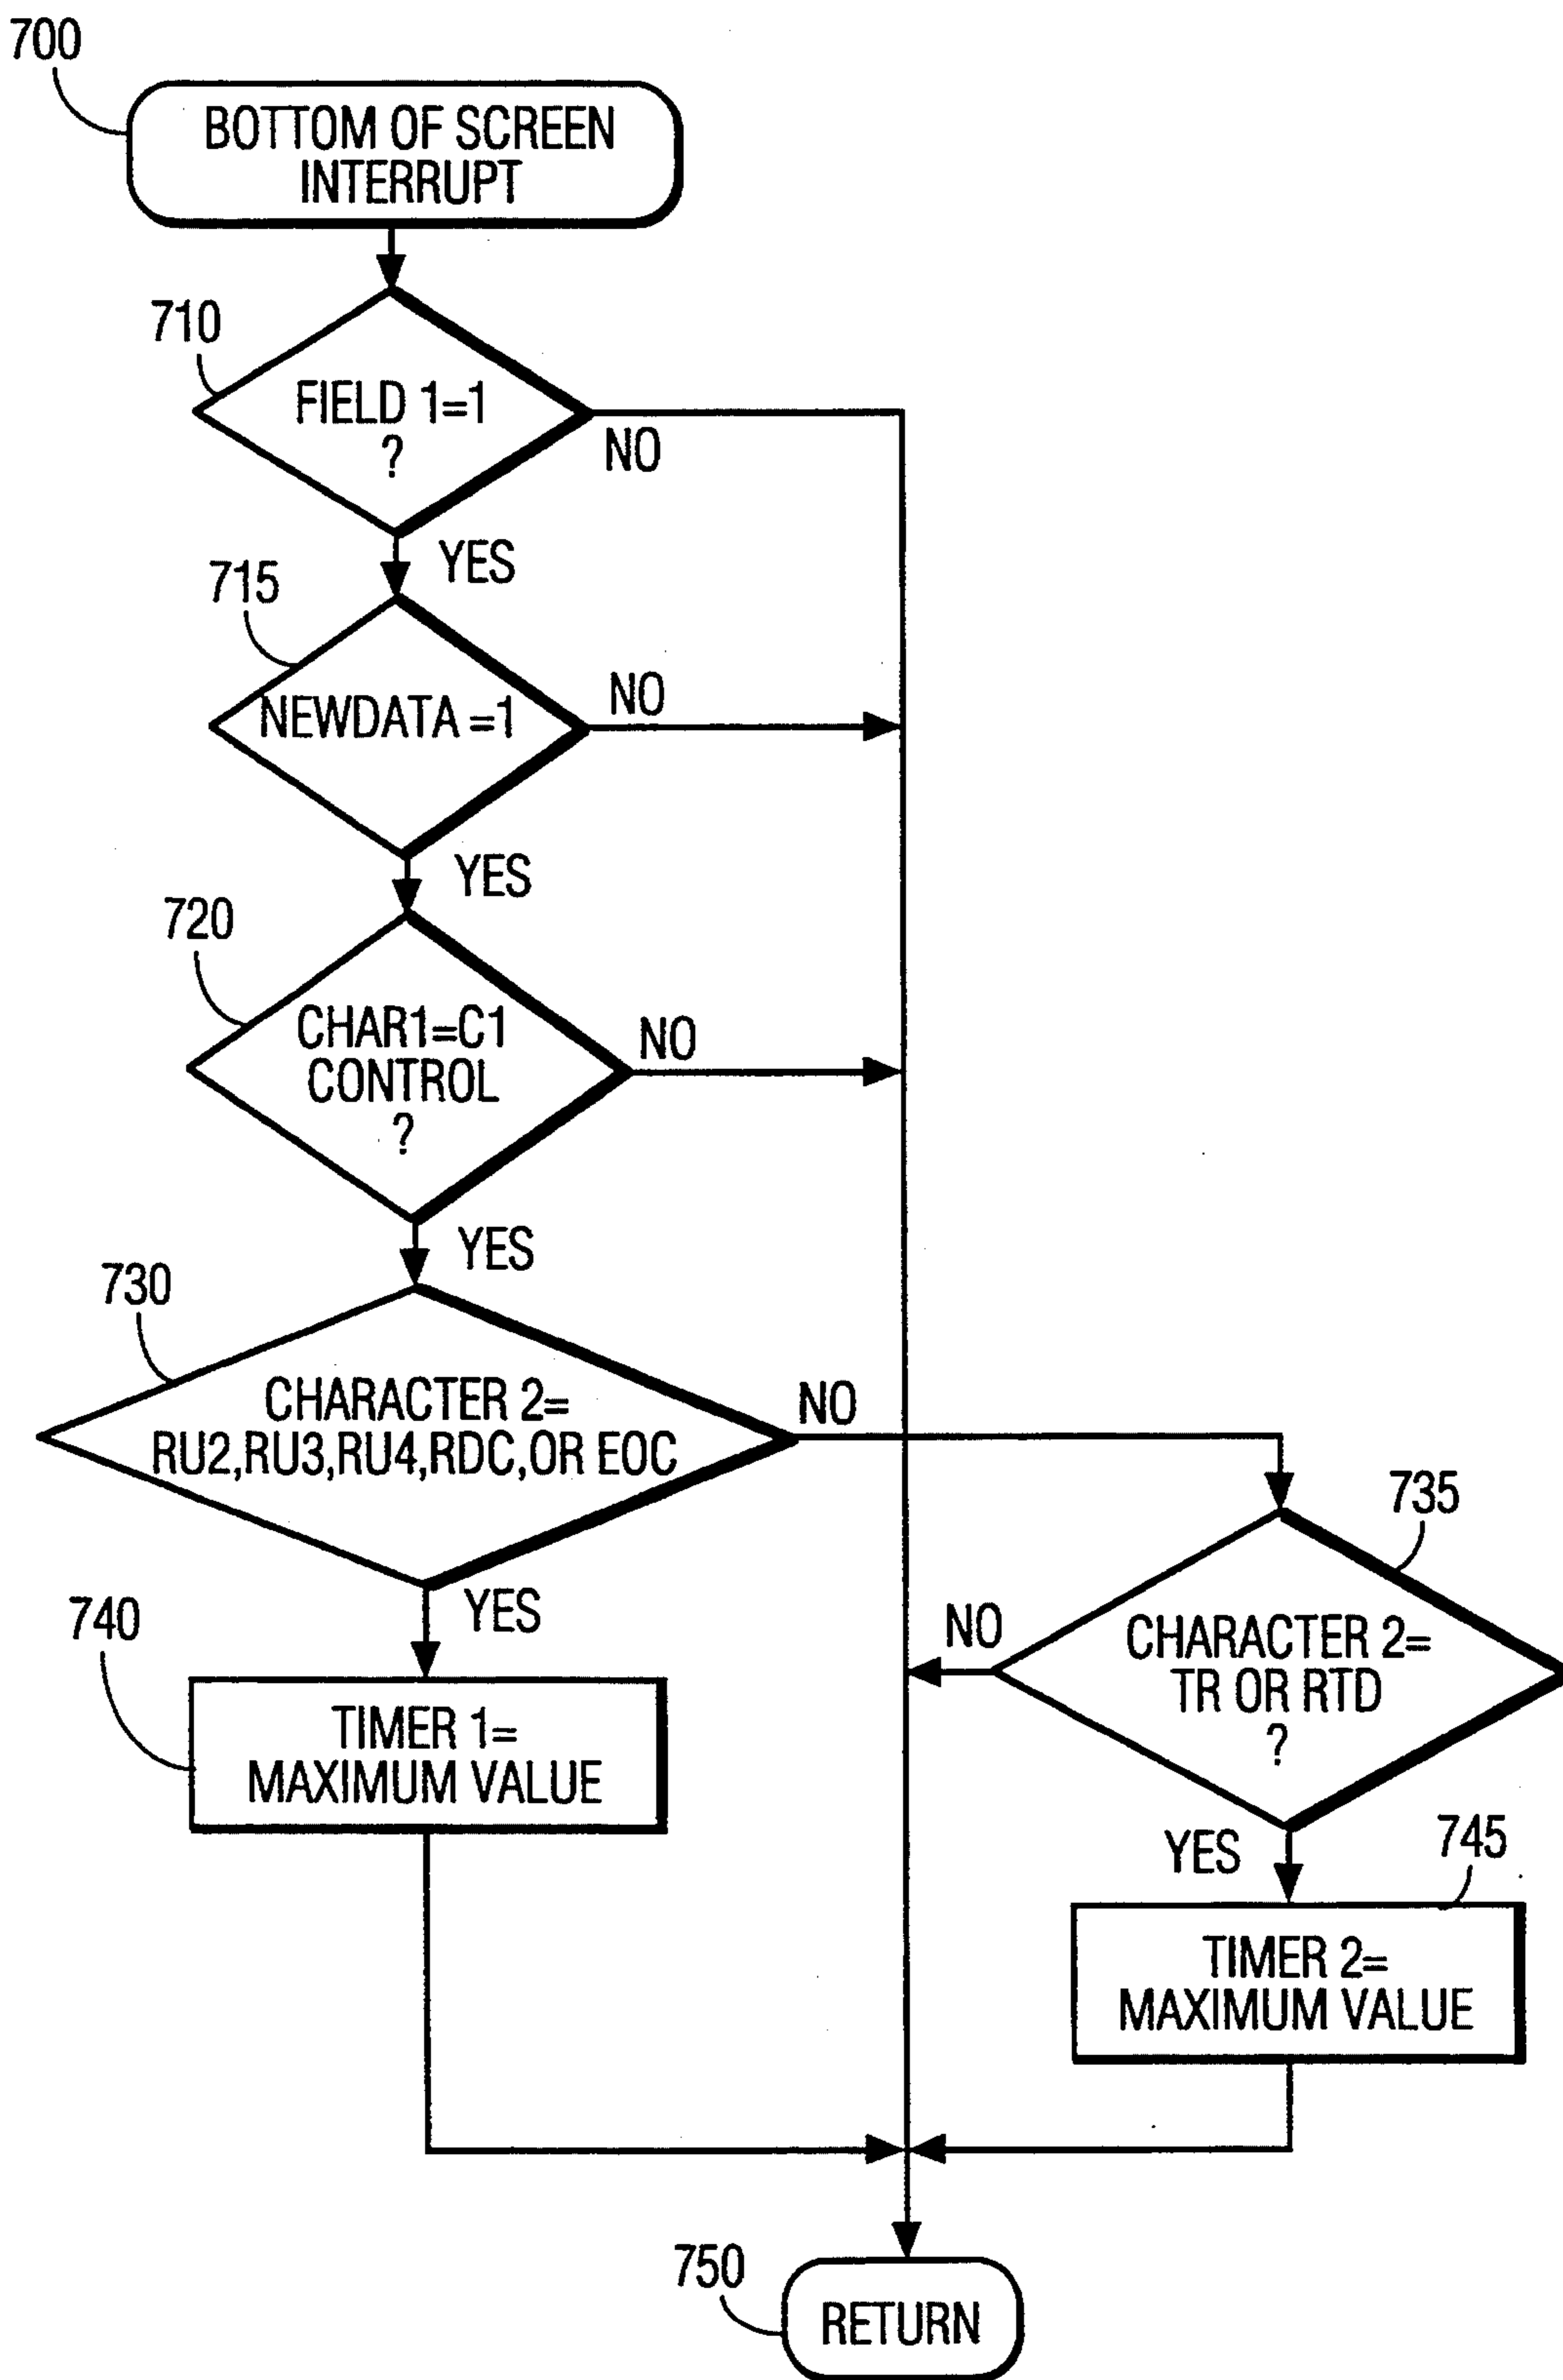 700
BOTTOM OF SCREEN
INTERRUPT
710
FIELD 1=1
?
NO
YES
715
NEWDATA =1
NO
YES
720
CHAR1=C1
CONTROL
?
NO
YES
730
CHARACTER 2=
RU2,RU3,RU4,RDC,OR EOC
NO
YES
735
CHARACTER 2=
TR OR RTD
?
NO
YES
740
TIMER 1=
MAXIMUM VALUE
745
TIMER 2=
MAXIMUM VALUE
750
RETURN